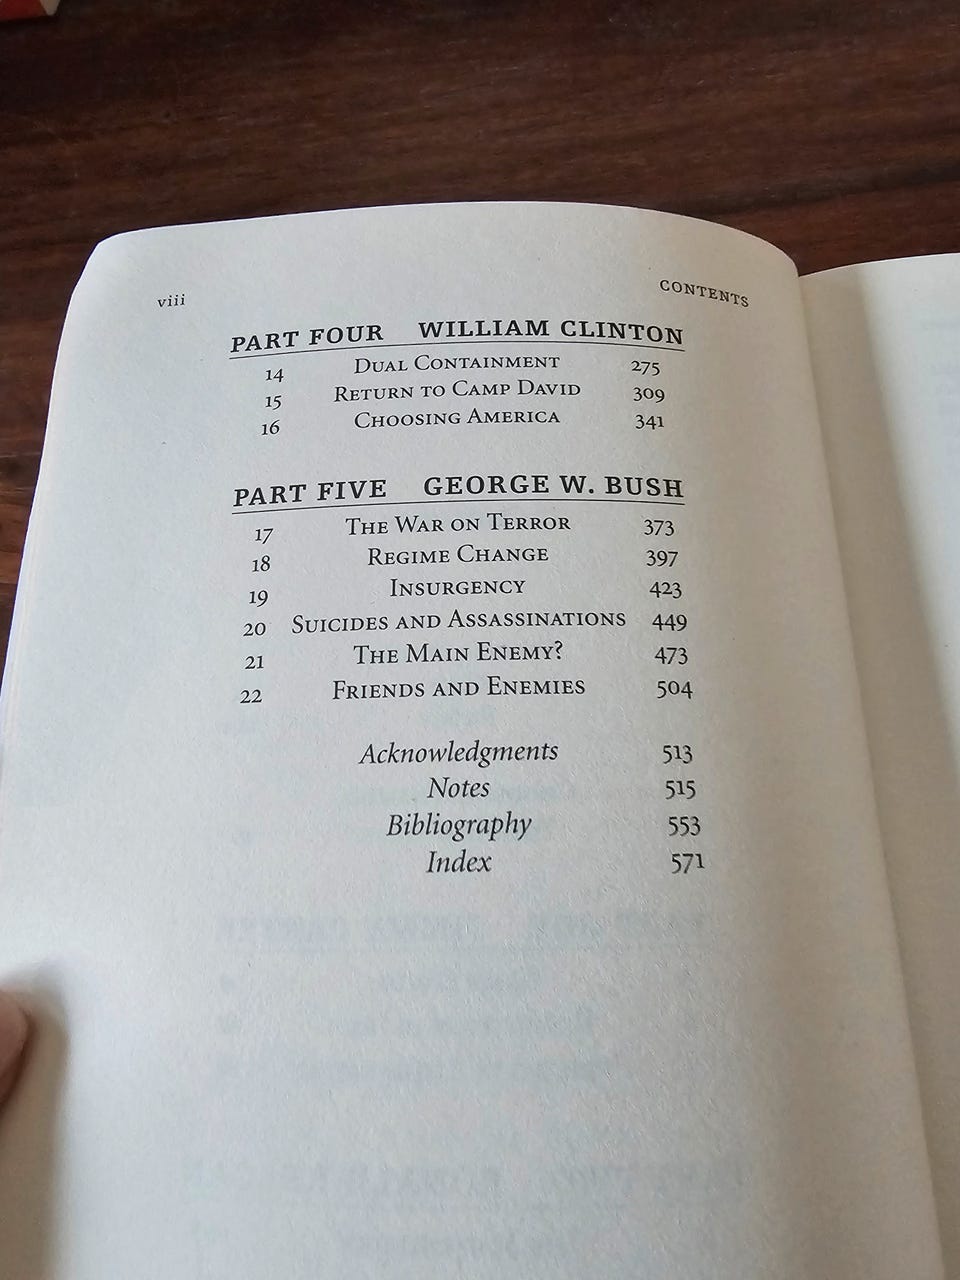 viii CONTENTS
PART FOUR WILLIAM CLINTON
14 DUAL CONTAINMENT 275
15 RETURN TO CAMP DAVID 309
16 CHOOSING AMERICA 341
PART FIVE GEORGE W. BUSH
17 THE WAR ON TERROR 373
18 REGIME CHANGE 397
19 INSURGENCY 423
20 SUICIDES AND ASSASSINATIONS 449
21 THE MAIN ENEMY? 473
22 FRIENDS AND ENEMIES 504
Acknowledgments 513
Notes 515
Bibliography 553
Index 571